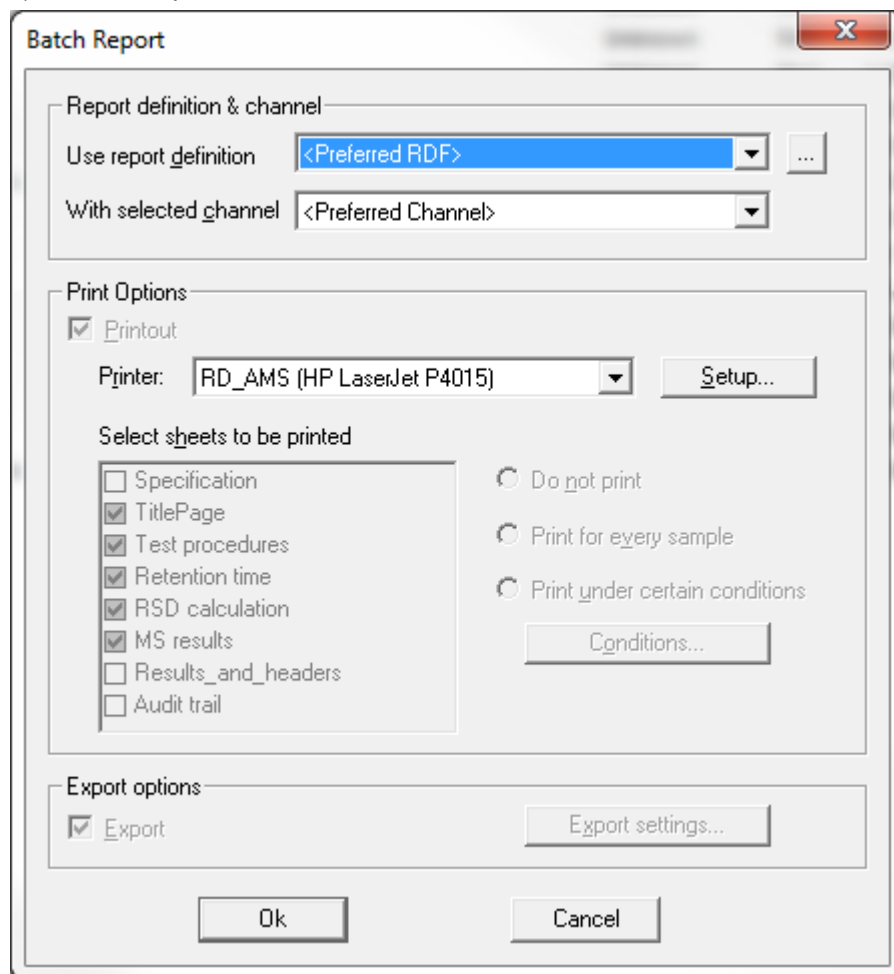 Batch Report
Report definition & channel
Use report definition <Preferred RDF> ...
With selected channel <Preferred Channel>
Print Options
Printout
Printer: RD_AMS (HP LaserJet P4015) Setup...
Select sheets to be printed
Specification
TitlePage
Test procedures
Retention time
RSD calculation
MS results
Results_and_headers
Audit trail
Do not print
Print for every sample
Print under certain conditions
Conditions...
Export options
Export Export settings...
Ok Cancel